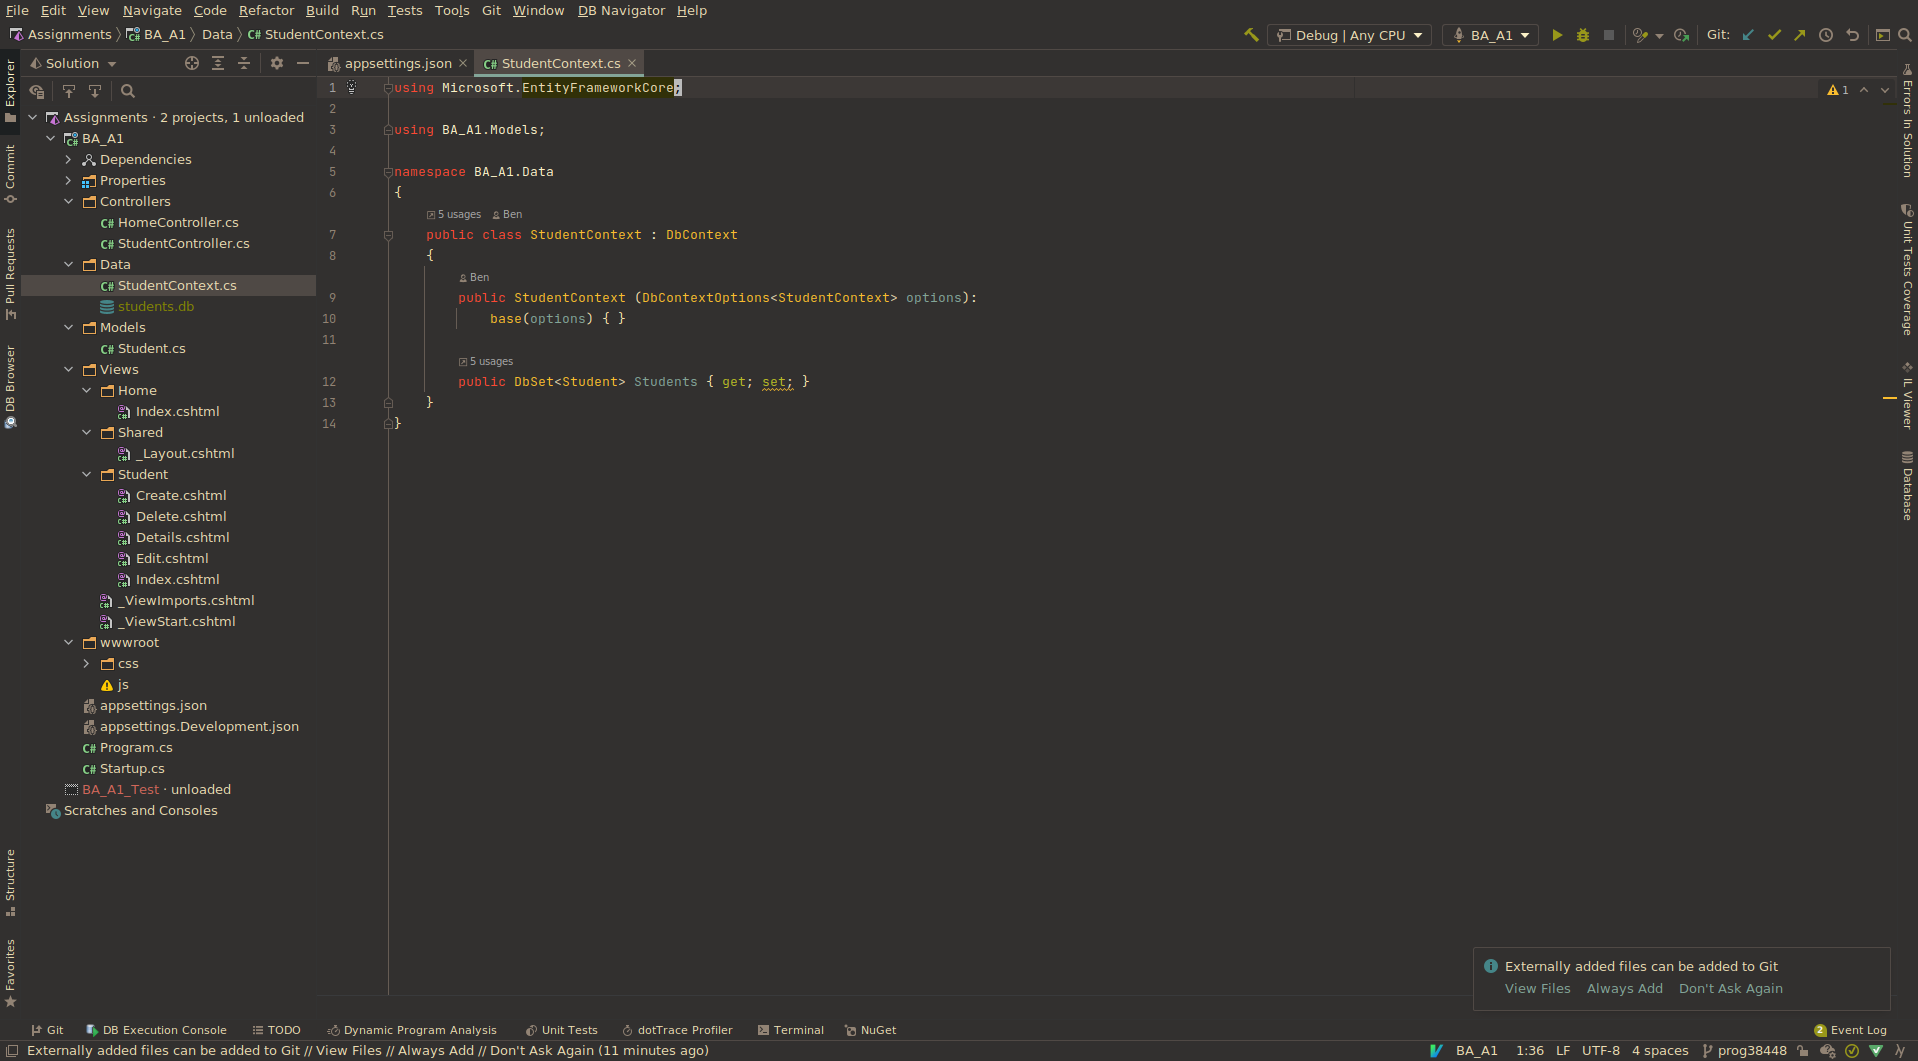 File Edit View Navigate Code Refactor Build Run Tests Tools Git Window DB Navigator Help
Assignments BA_A1 Data C# StudentContext.cs
Debug | Any CPU BA_A1 Git:
Solution
appsettings.json C# StudentContext.cs
Assignments · 2 projects, 1 unloaded
BA_A1
Dependencies
Properties
Controllers
C# HomeController.cs
C# StudentController.cs
Data
C# StudentContext.cs
students.db
Models
C# Student.cs
Views
Home
Index.cshtml
Shared
_Layout.cshtml
Student
Create.cshtml
Delete.cshtml
Details.cshtml
Edit.cshtml
Index.cshtml
_ViewImports.cshtml
_ViewStart.cshtml
wwwroot
css
js
appsettings.json
appsettings.Development.json
C# Program.cs
C# Startup.cs
BA_A1_Test · unloaded
Scratches and Consoles
Explorer
Commit
Pull Requests
DB Browser
Structure
Favorites
1 using Microsoft.EntityFrameworkCore;
2
3 using BA_A1.Models;
4
5 namespace BA_A1.Data
6 {
5 usages Ben
7 public class StudentContext : DbContext
8 {
Ben
9 public StudentContext (DbContextOptions<StudentContext> options):
10 base(options) { }
11
5 usages
12 public DbSet<Student> Students { get; set; }
13 }
14 }
1
Errors In Solution
Unit Tests Coverage
IL Viewer
Database
Externally added files can be added to Git
View Files Always Add Don't Ask Again
Git DB Execution Console TODO Dynamic Program Analysis Unit Tests dotTrace Profiler Terminal NuGet 2 Event Log
Externally added files can be added to Git // View Files // Always Add // Don't Ask Again (11 minutes ago) BA_A1 1:36 LF UTF-8 4 spaces prog38448